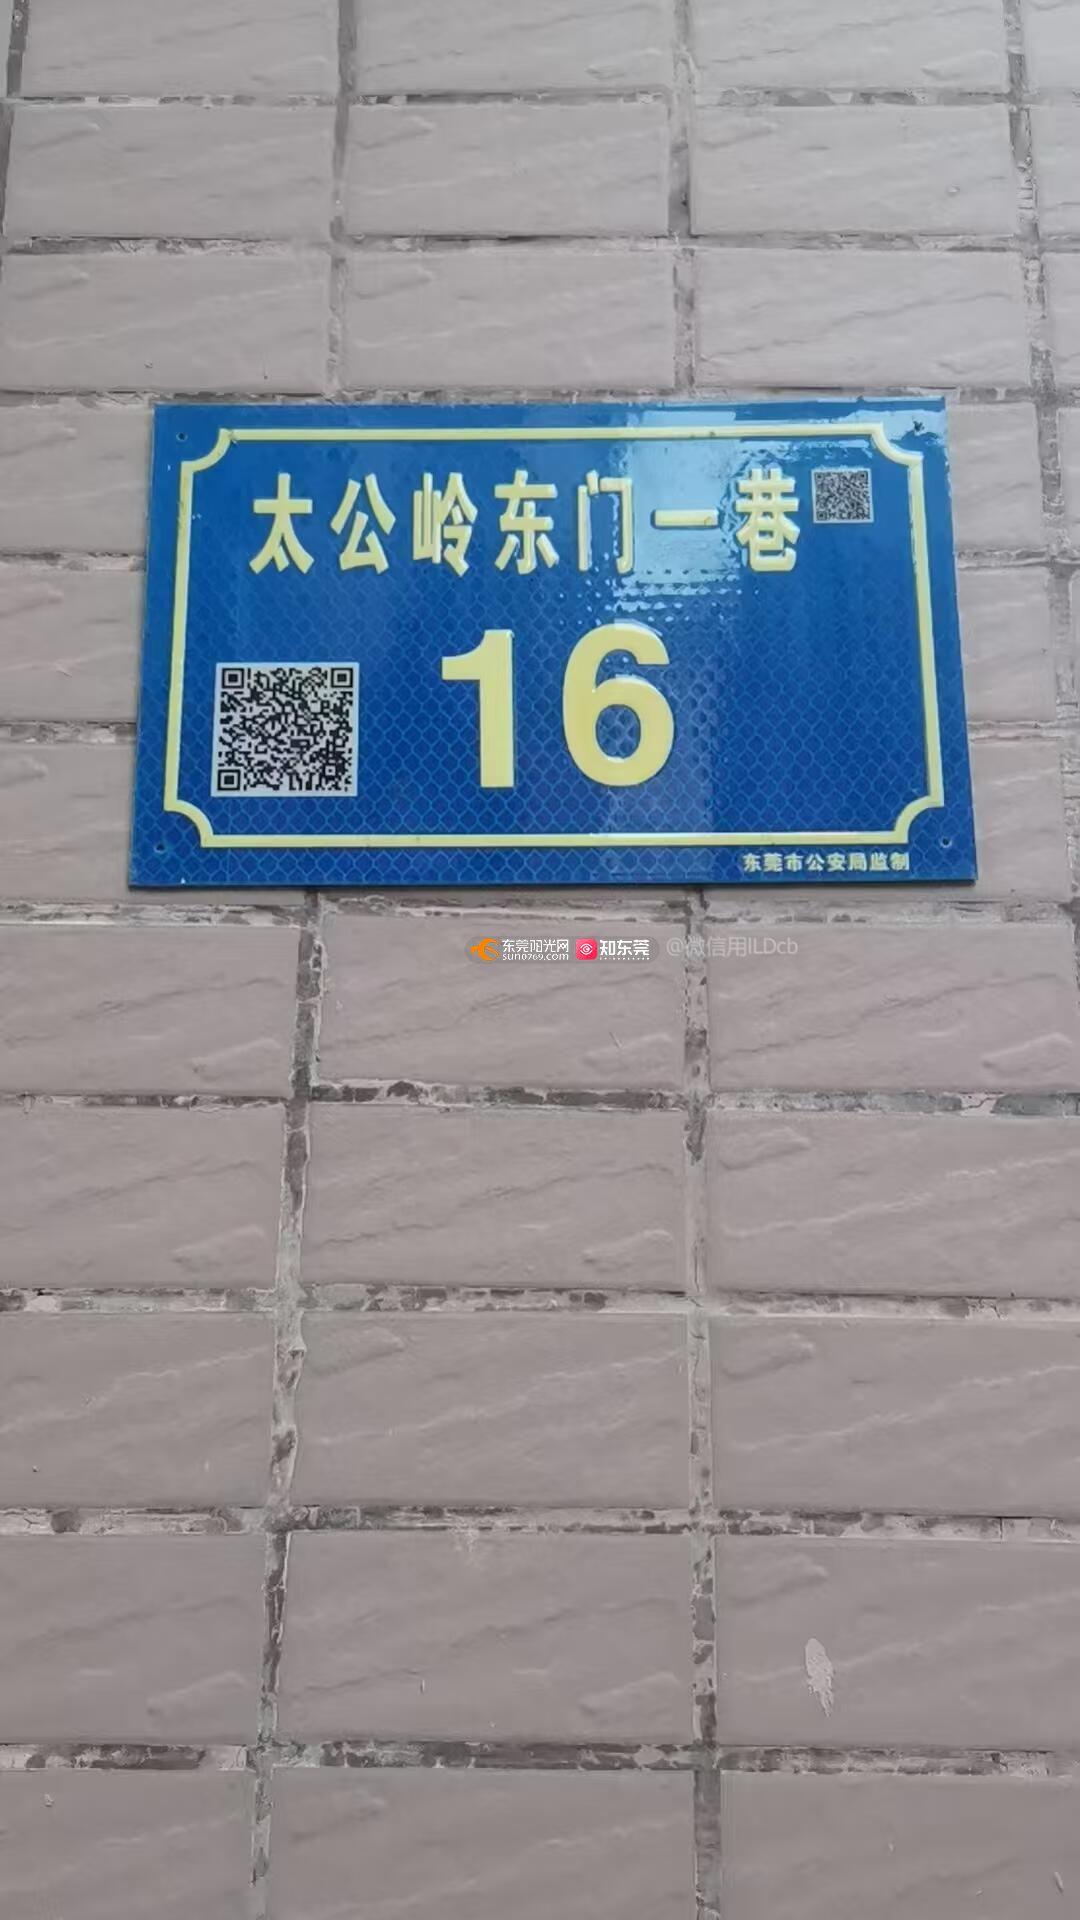 太公岭东门一巷
16
东莞市公安局监制
东莞阳光网
sun0769.com
知东莞
@微信用ILDcb